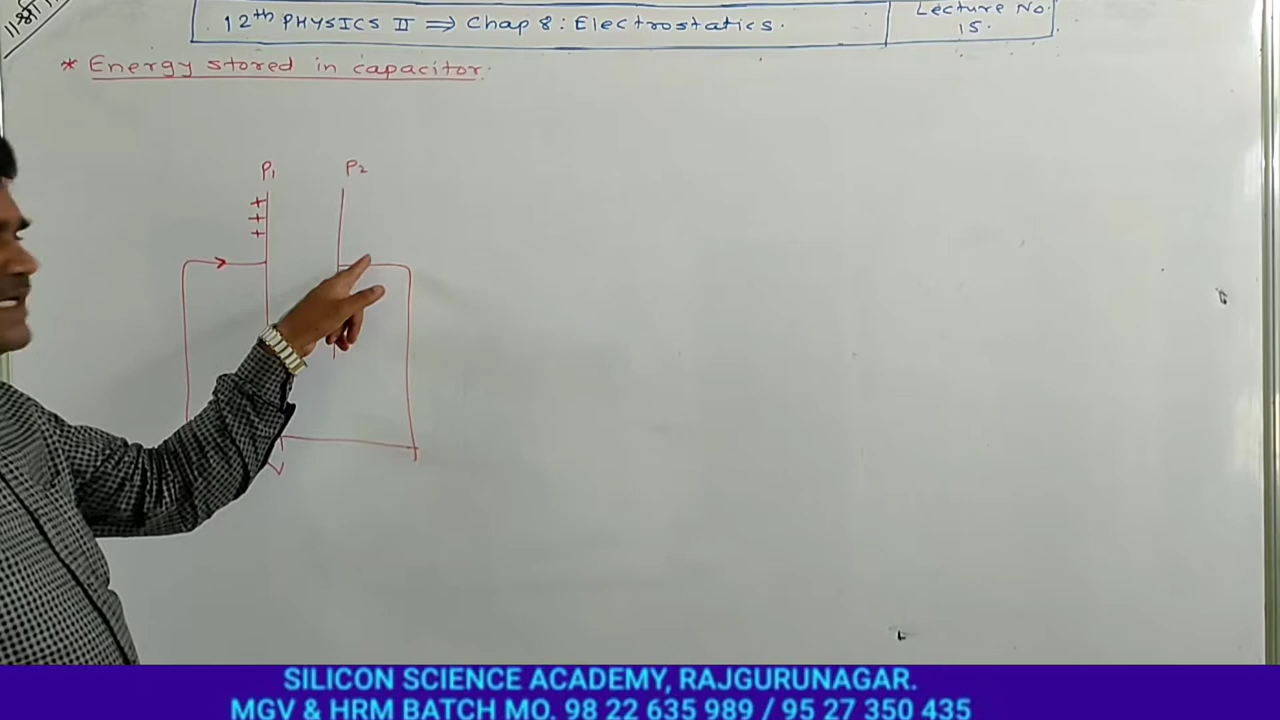 ॥श्री॥
12th PHYSICS II ⇒ Chap 8 : Electrostatics.
Lecture No.
15.
* Energy stored in capacitor.
P1 P2
+
+
+
V
SILICON SCIENCE ACADEMY, RAJGURUNAGAR.
MGV & HRM BATCH MO. 98 22 635 989 / 95 27 350 435